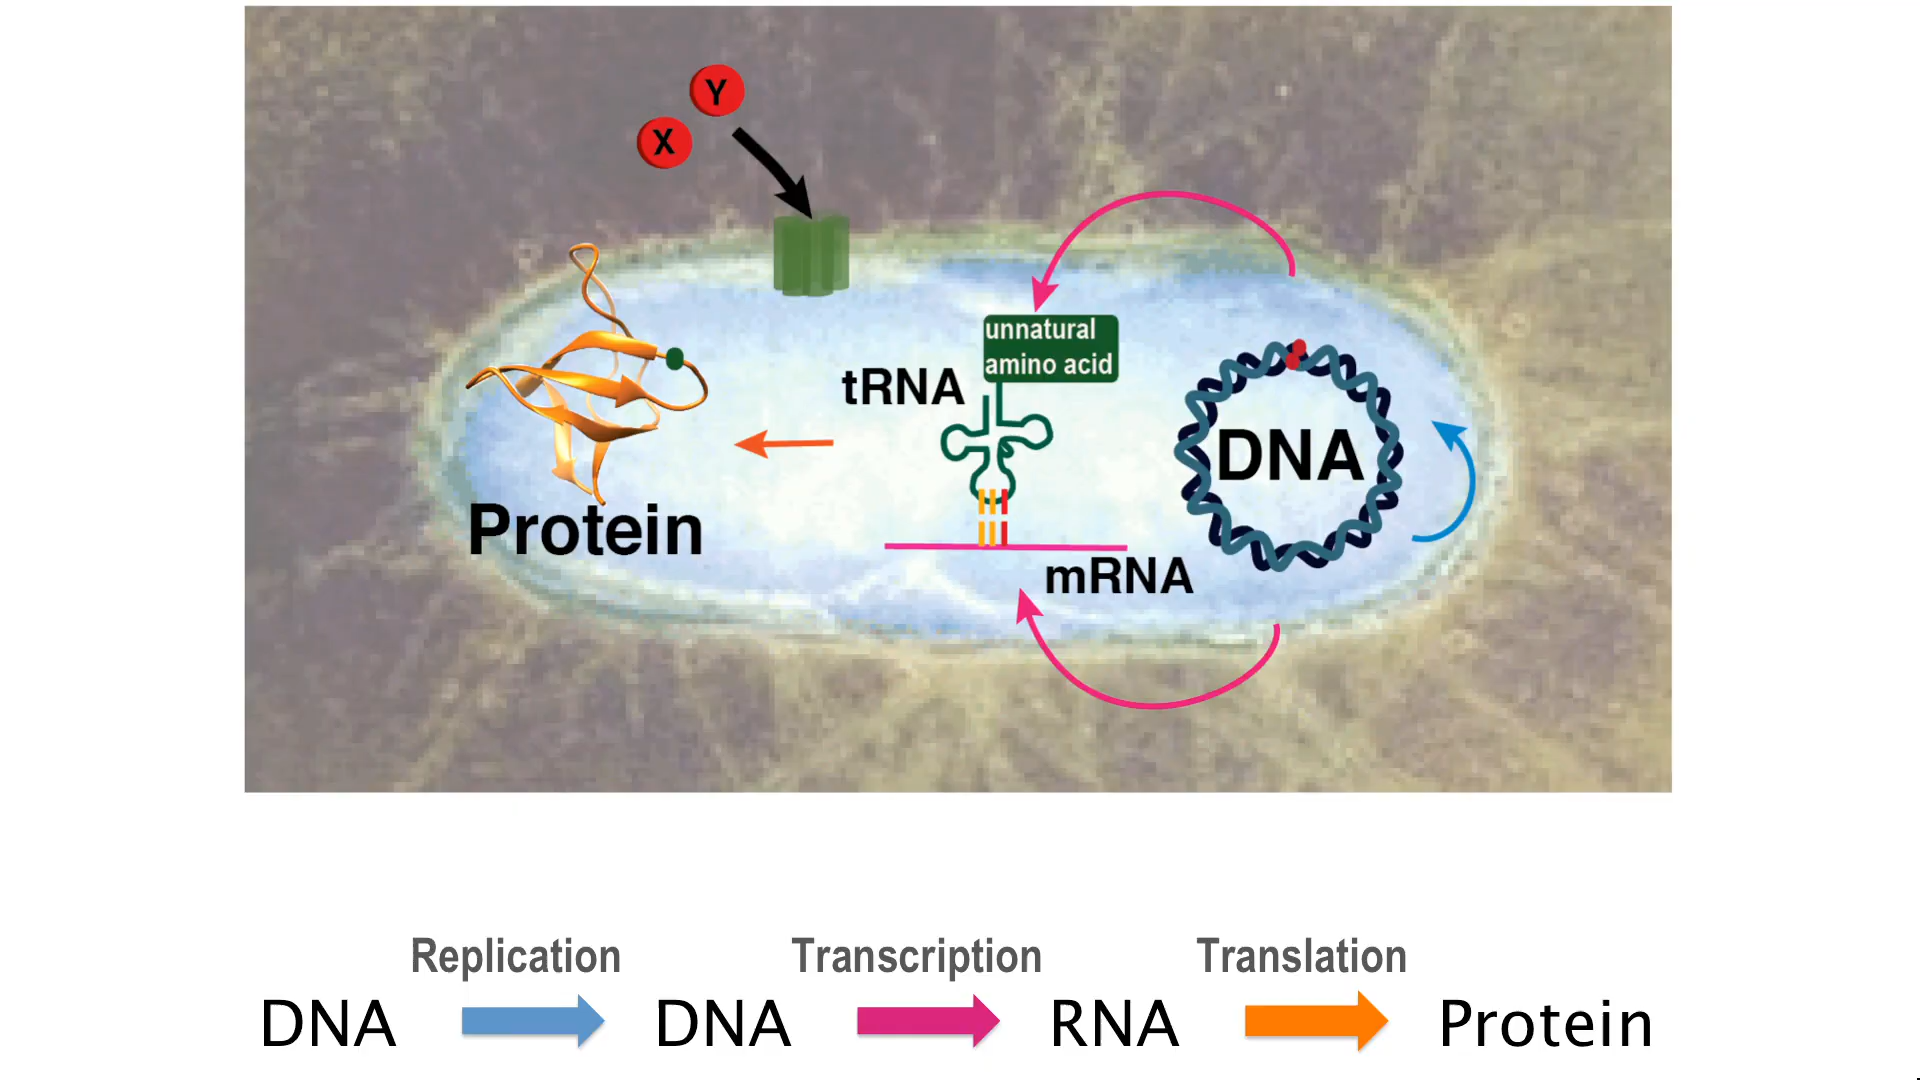 Y
X
unnatural
amino acid
tRNA
DNA
Protein
mRNA
Replication
Transcription
Translation
DNA
DNA
RNA
Protein